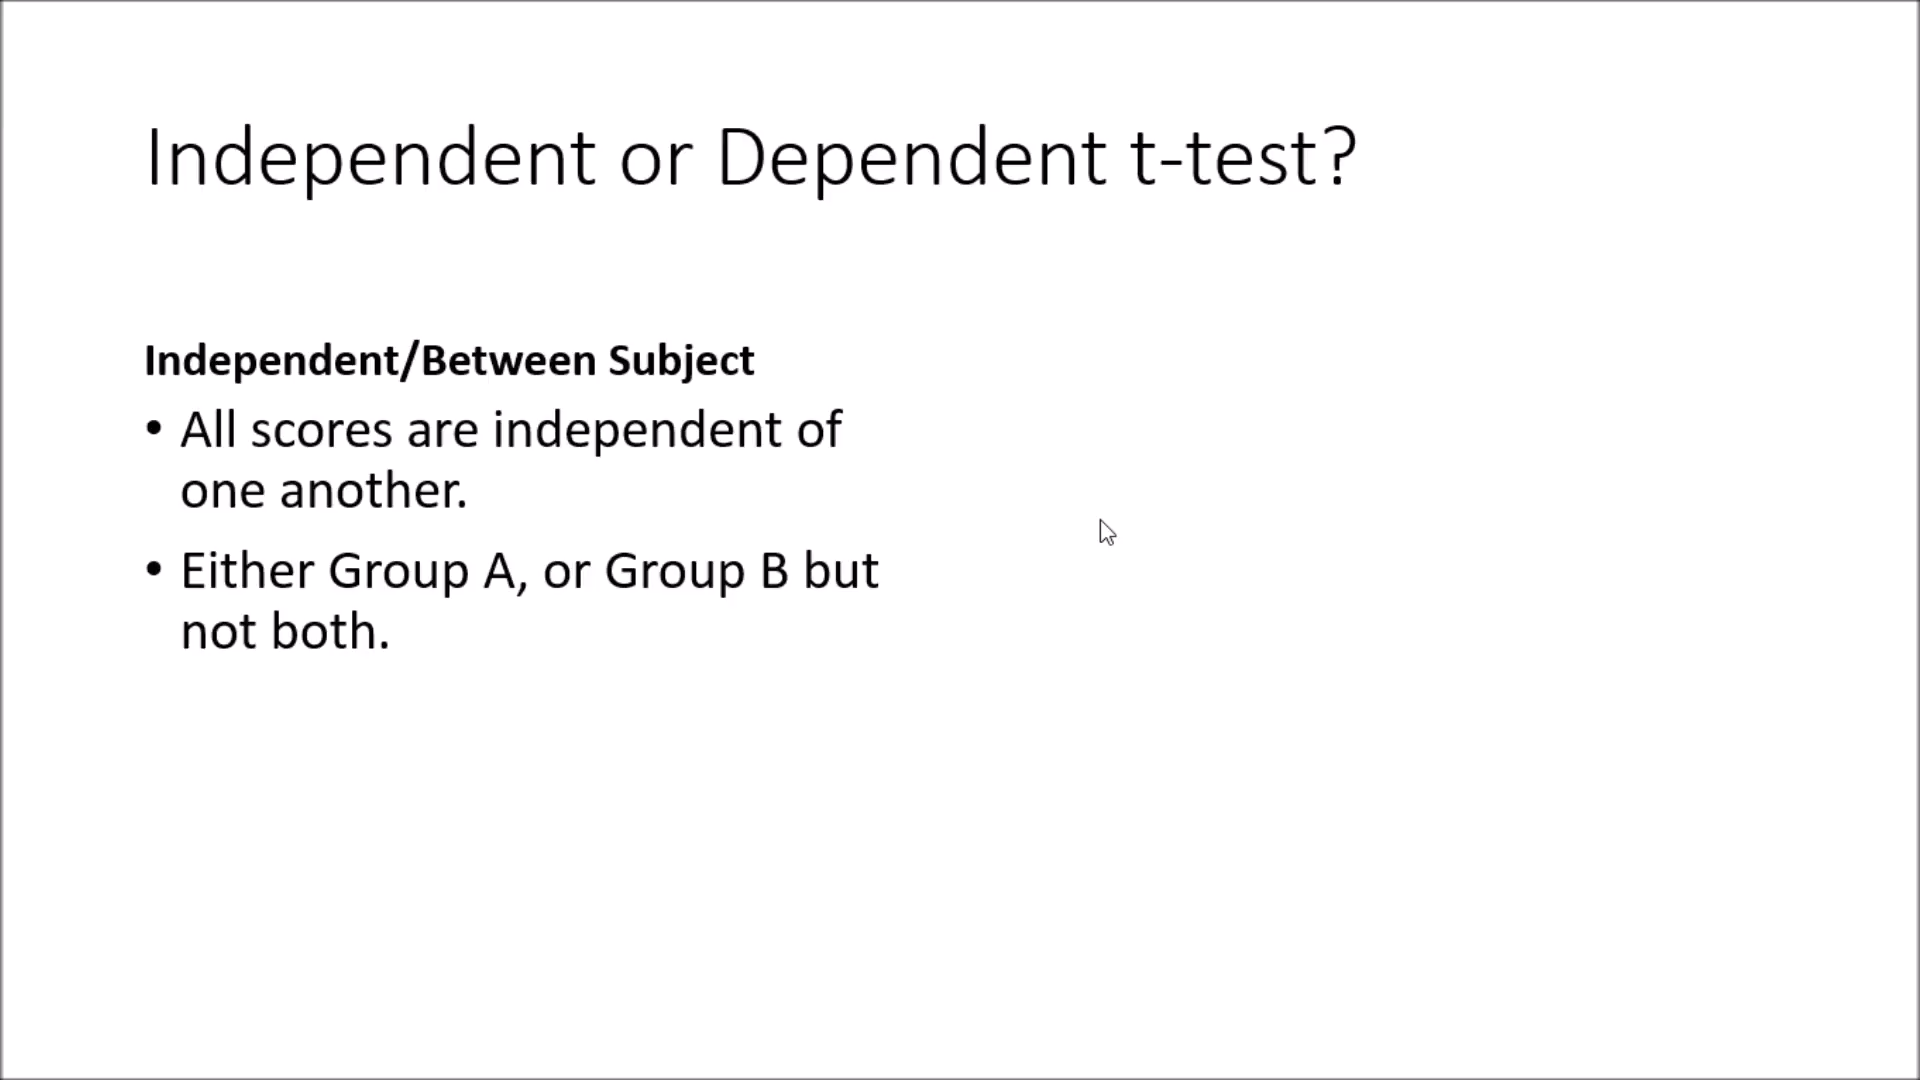 Independent or Dependent t-test?
Independent/Between Subject
• All scores are independent of
one another.
• Either Group A, or Group B but
not both.